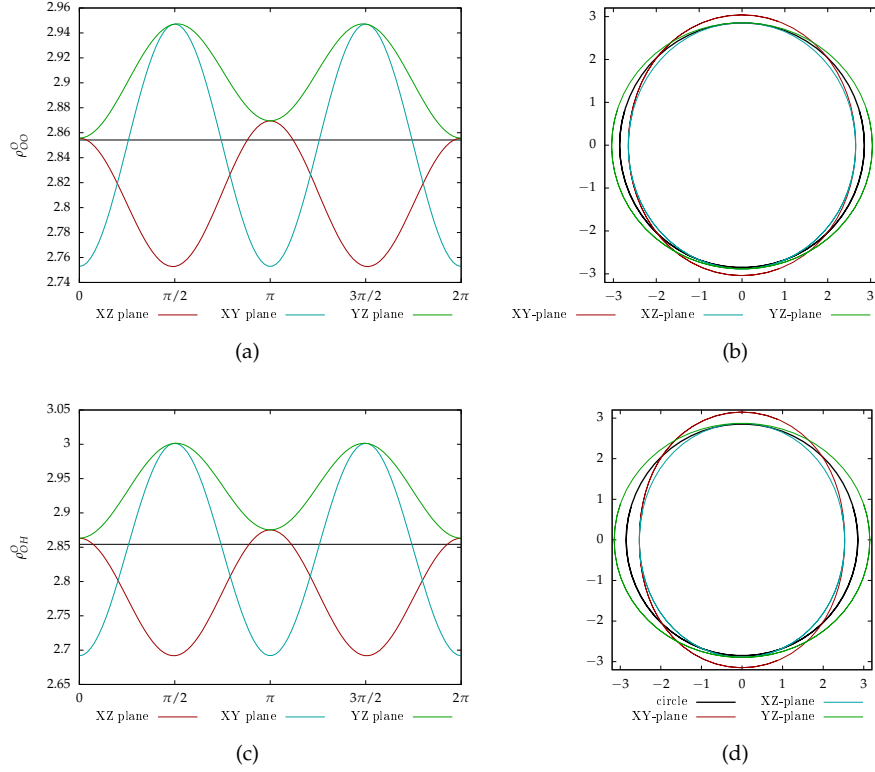 2.96
2.94
2.92
2.9
2.88
2.86
2.84
2.82
2.8
2.78
2.76
2.74
ρ^O_OO
0 π/2 π 3π/2 2π
XZ plane XY plane YZ plane
(a)
3
2
1
0
−1
−2
−3
−3 −2 −1 0 1 2 3
XY-plane XZ-plane YZ-plane
(b)
3.05
3
2.95
2.9
2.85
2.8
2.75
2.7
2.65
ρ^O_OH
0 π/2 π 3π/2 2π
XZ plane XY plane YZ plane
(c)
3
2
1
0
−1
−2
−3
−3 −2 −1 0 1 2 3
circle XZ-plane
XY-plane YZ-plane
(d)